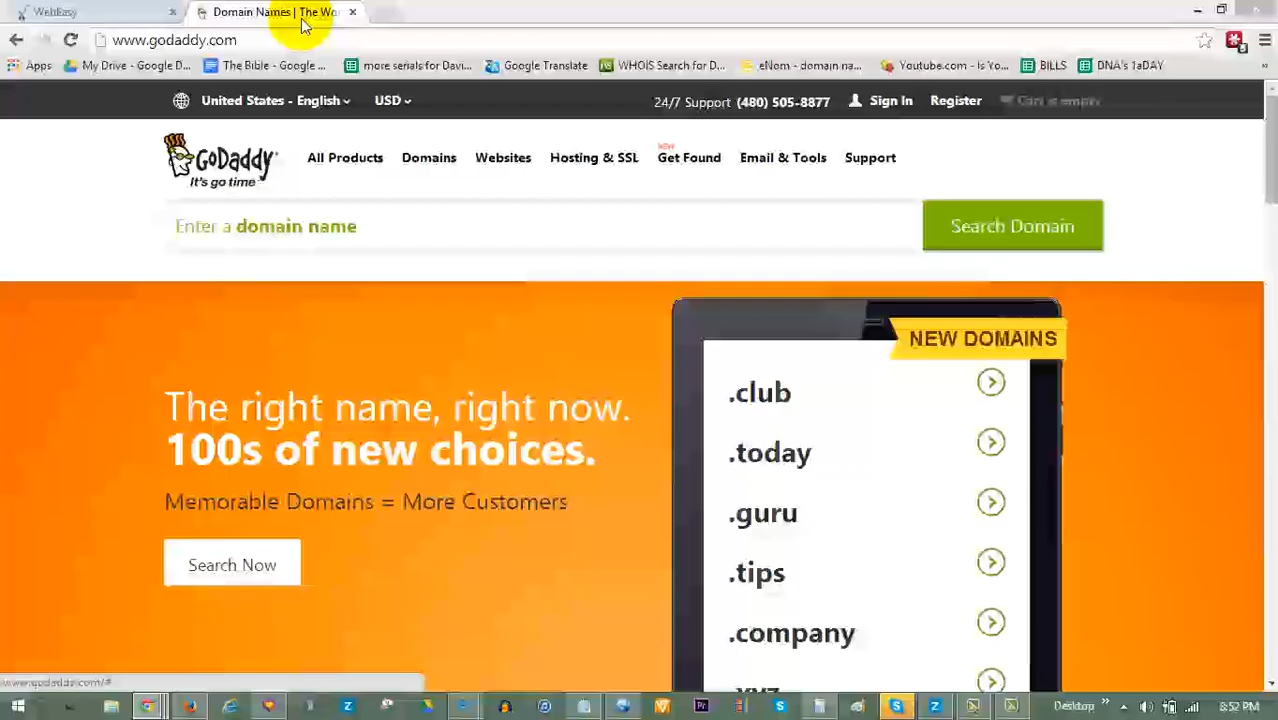 WebEasy
Domain Names | The Wo
www.godaddy.com
Apps My Drive - Google D... The Bible - Google ... more serials for Davi... Google Translate WHOIS Search for D... eNom - domain na... Youtube.com - Is Yo... BILLS DNA's 1aDAY »
United States - English USD 24/7 Support (480) 505-8877 Sign In Register Cart is empty
NEW
GoDaddy All Products Domains Websites Hosting & SSL Get Found Email & Tools Support
It's go time
Enter a domain name Search Domain
NEW DOMAINS
.club
The right name, right now.
100s of new choices.
.today
Memorable Domains = More Customers
.guru
Search Now
.tips
.company
.xyz
www.godaddy.com/#
Desktop » 8:52 PM